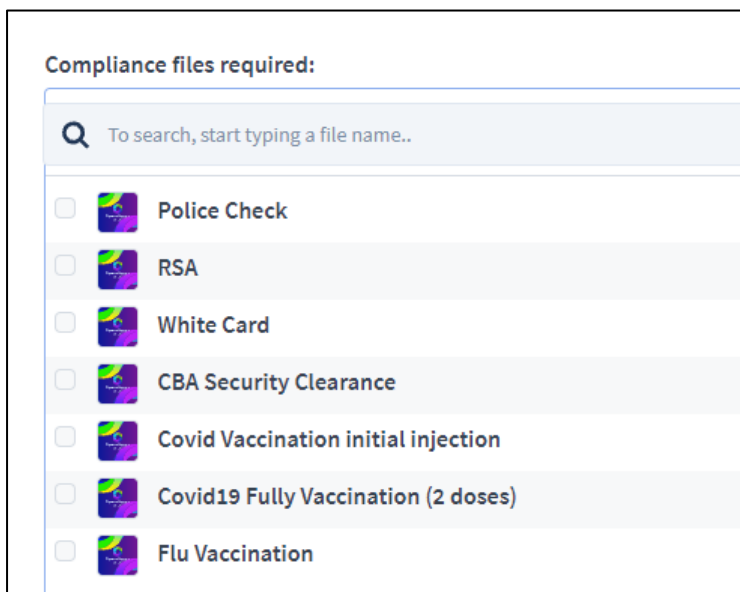 Compliance files required:
To search, start typing a file name..
Police Check
RSA
White Card
CBA Security Clearance
Covid Vaccination initial injection
Covid19 Fully Vaccination (2 doses)
Flu Vaccination